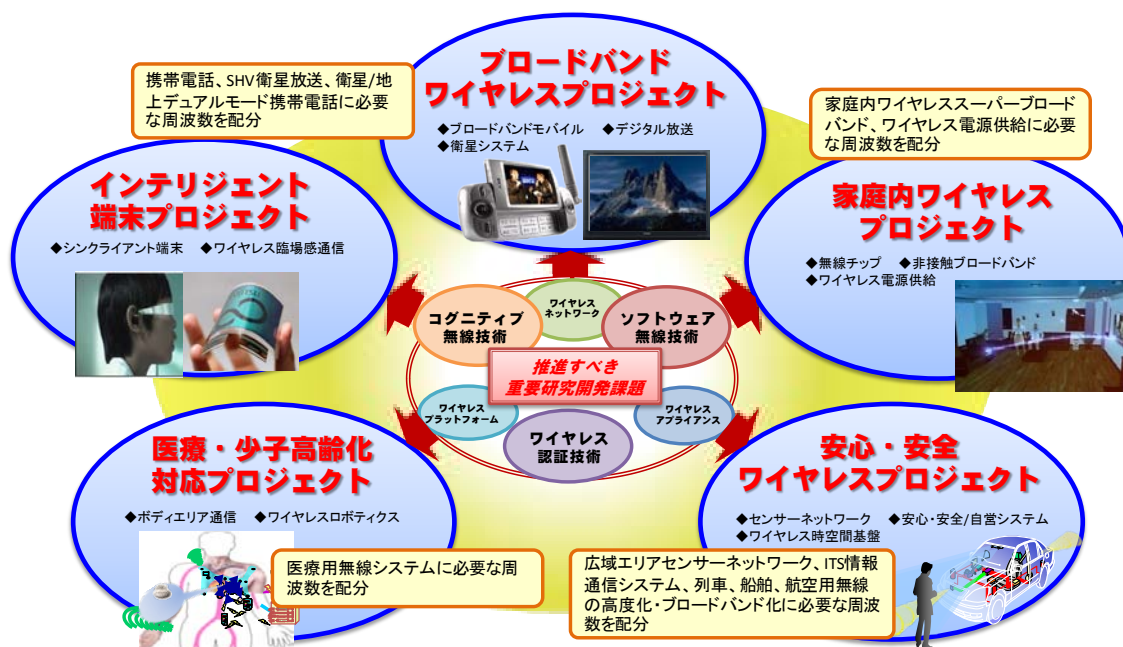 ブロードバンド
ワイヤレスプロジェクト
◆ブロードバンドモバイル ◆デジタル放送
◆衛星システム
携帯電話、SHV衛星放送、衛星/地
上デュアルモード携帯電話に必要
な周波数を配分
家庭内ワイヤレススーパーブロード
バンド、ワイヤレス電源供給に必要
な周波数を配分
インテリジェント
端末プロジェクト
◆シンクライアント端末 ◆ワイヤレス臨場感通信
家庭内ワイヤレス
プロジェクト
◆無線チップ ◆非接触ブロードバンド
◆ワイヤレス電源供給
コグニティブ
無線技術
ワイヤレス
ネットワーク
ソフトウェア
無線技術
推進すべき
重要研究開発課題
ワイヤレス
プラットフォーム
ワイヤレス
認証技術
ワイヤレス
アプライアンス
医療・少子高齢化
対応プロジェクト
◆ボディエリア通信 ◆ワイヤレスロボティクス
医療用無線システムに必要な周
波数を配分
安心・安全
ワイヤレスプロジェクト
◆センサーネットワーク ◆安心・安全/自営システム
◆ワイヤレス時空間基盤
広域エリアセンサーネットワーク、ITS情報
通信システム、列車、船舶、航空用無線
の高度化・ブロードバンド化に必要な周波
数を配分